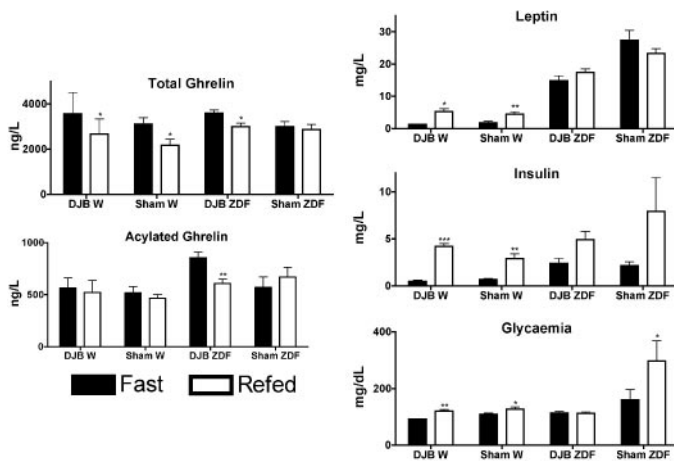 Total Ghrelin
ng/L
4000
2000
0
* * *
DJB W Sham W DJB ZDF Sham ZDF
Acylated Ghrelin
ng/L
1000
500
0
**
DJB W Sham W DJB ZDF Sham ZDF
Fast Refed
Leptin
mg/L
30
20
10
0
* **
DJB W Sham W DJB ZDF Sham ZDF
Insulin
mg/L
10
5
0
**
DJB W Sham W DJB ZDF Sham ZDF
Glycaemia
mg/dL
400
200
0
** * *
DJB W Sham W DJB ZDF Sham ZDF